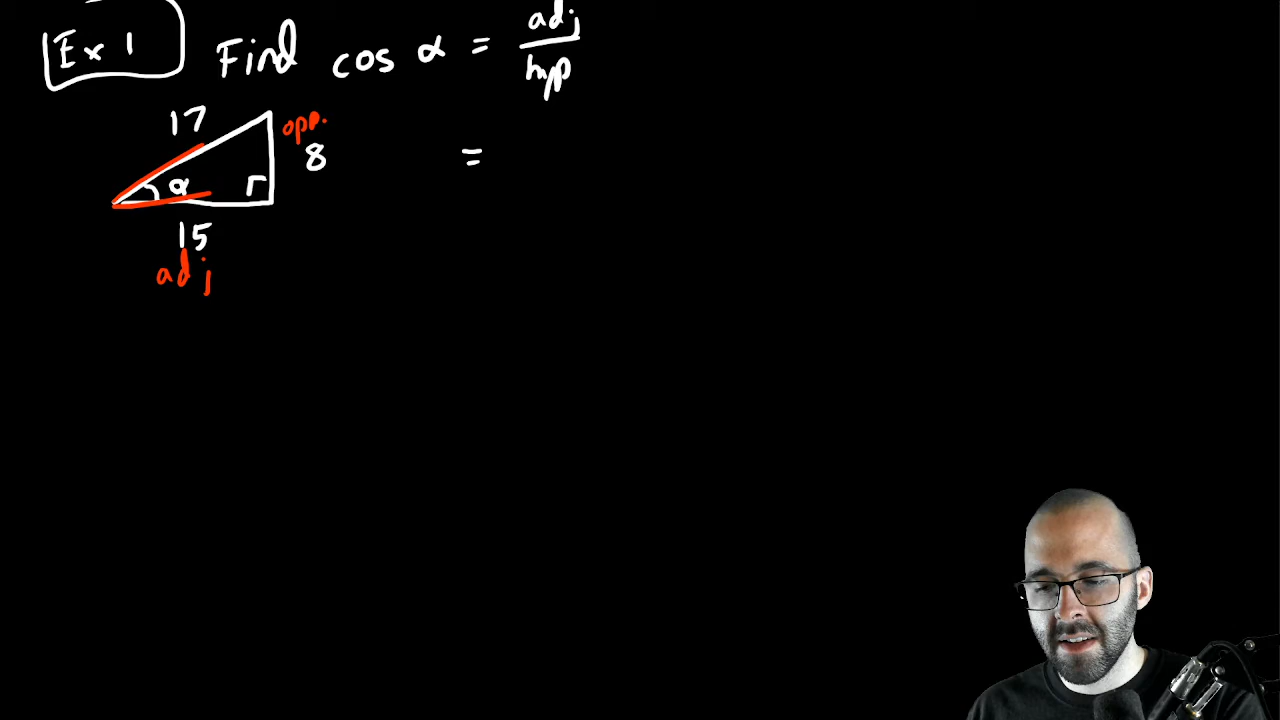 Ex 1 Find cos α = adj/hyp
17 opp.
8 =
α
15
adj